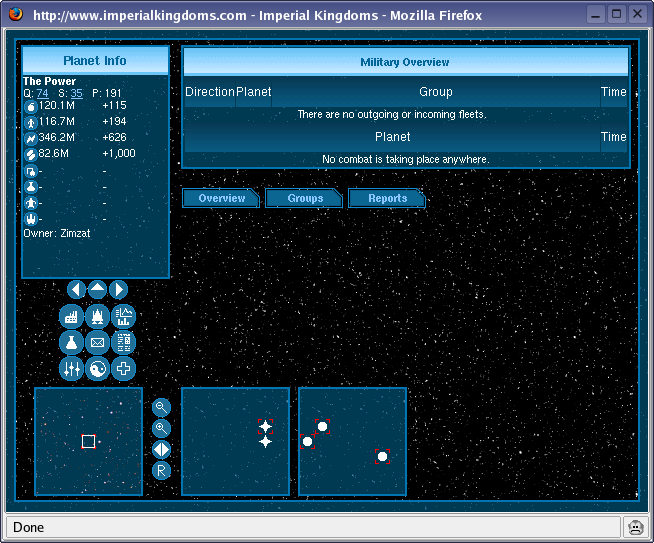 http://www.imperialkingdoms.com - Imperial Kingdoms - Mozilla Firefox
Planet Info
The Power
Q: 74 S: 35 P: 191
120.1M +115
116.7M +194
346.2M +626
82.6M +1,000
- -
- -
- -
- -
Owner: Zimzat
Military Overview
Direction Planet Group Time
There are no outgoing or incoming fleets.
Planet Time
No combat is taking place anywhere.
Overview Groups Reports
R
Done